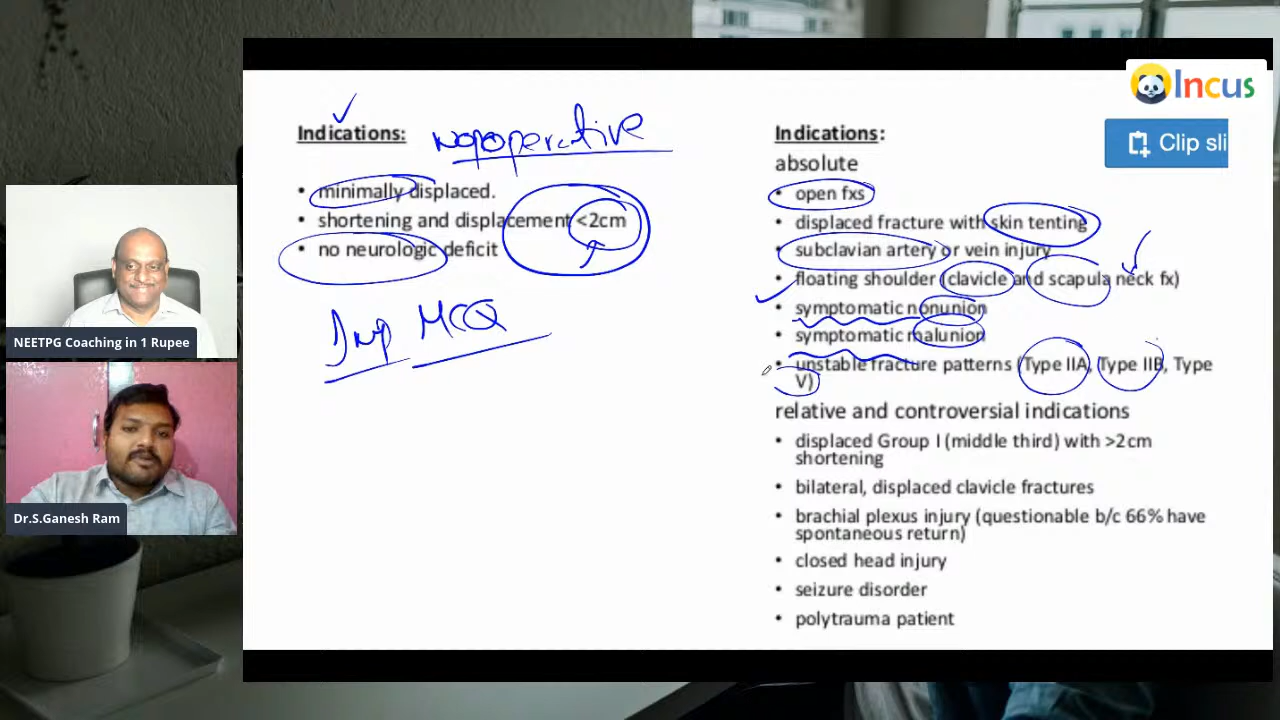 Incus
Clip sli
Indications:
nonoperative
minimally displaced.
shortening and displacement <2cm
no neurologic deficit
Imp MCQ
Indications:
absolute
open fxs
displaced fracture with skin tenting
subclavian artery or vein injury
floating shoulder (clavicle and scapula neck fx)
symptomatic nonunion
symptomatic malunion
unstable fracture patterns (Type IIA, Type IIB, Type
V)
relative and controversial indications
displaced Group I (middle third) with >2cm
shortening
bilateral, displaced clavicle fractures
brachial plexus injury (questionable b/c 66% have
spontaneous return)
closed head injury
seizure disorder
polytrauma patient
NEETPG Coaching in 1 Rupee
Dr.S.Ganesh Ram